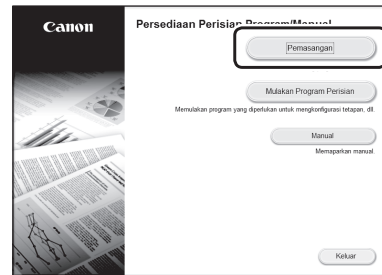 Canon
Persediaan Perisian Program/Manual
Pemasangan
Mulakan Program Perisian
Memulakan program yang diperlukan untuk mengkonfigurasi tetapan, dll.
Manual
Memaparkan manual.
Keluar